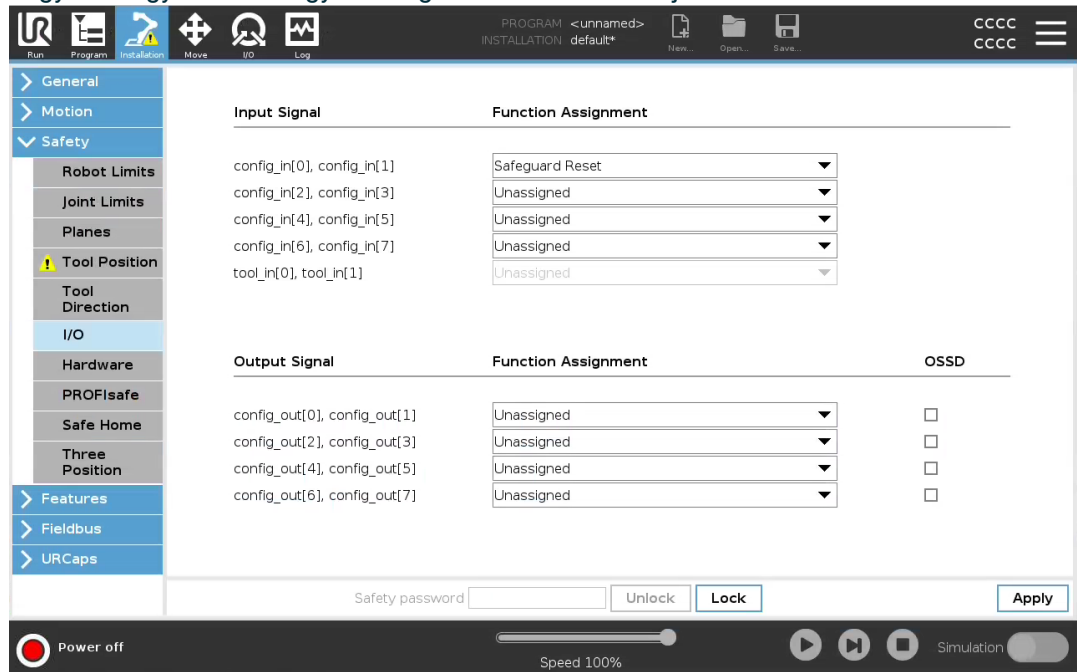 PROGRAM <unnamed>
INSTALLATION default*
CCCC
CCCC
Run Program Installation Move I/O Log New... Open... Save...
General
Motion
Safety
Robot Limits
Joint Limits
Planes
Tool Position
Tool
Direction
I/O
Hardware
PROFIsafe
Safe Home
Three
Position
Features
Fieldbus
URCaps
Input Signal Function Assignment
config_in[0], config_in[1] Safeguard Reset
config_in[2], config_in[3] Unassigned
config_in[4], config_in[5] Unassigned
config_in[6], config_in[7] Unassigned
tool_in[0], tool_in[1] Unassigned
Output Signal Function Assignment OSSD
config_out[0], config_out[1] Unassigned
config_out[2], config_out[3] Unassigned
config_out[4], config_out[5] Unassigned
config_out[6], config_out[7] Unassigned
Safety password Unlock Lock Apply
Power off
Speed 100%
Simulation